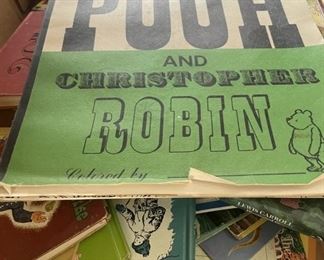 POOH
AND
CHRISTOPHER
ROBIN
Colored by
LEWIS CARROLL